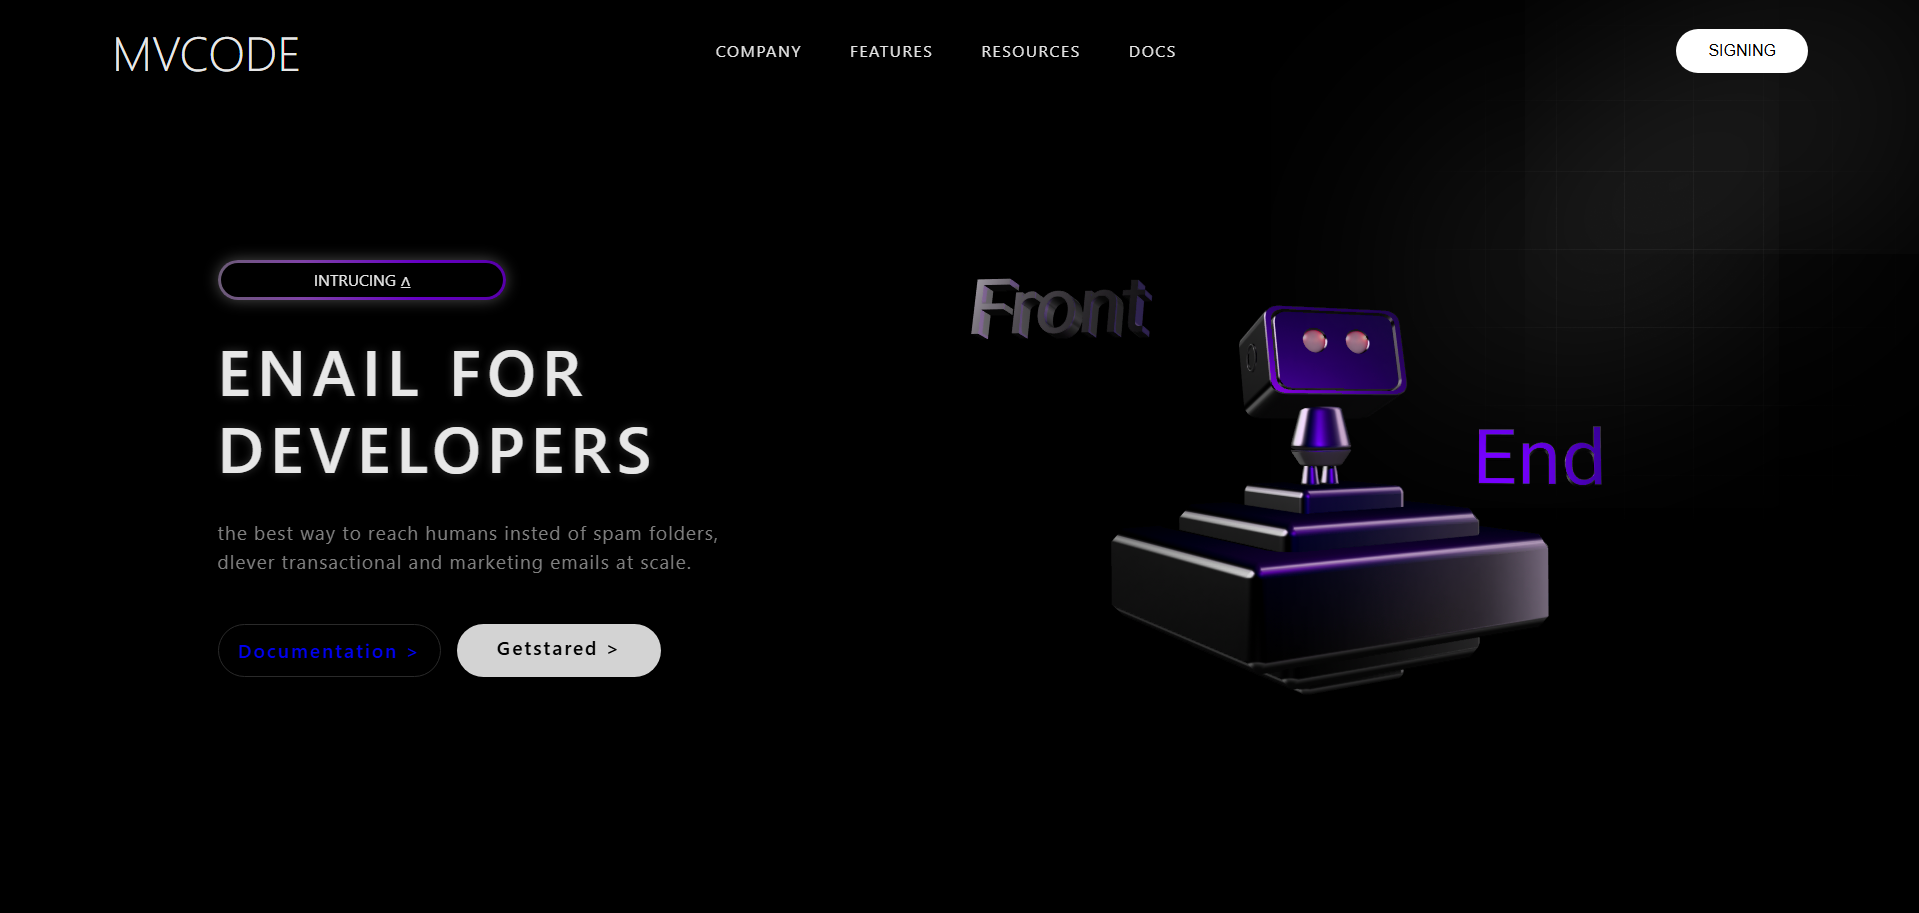 MVCODE
COMPANY FEATURES RESOURCES DOCS
SIGNING
INTRUCING Δ
ENAIL FOR
DEVELOPERS
the best way to reach humans insted of spam folders,
dlever transactional and marketing emails at scale.
Documentation >
Getstared >
Front
End